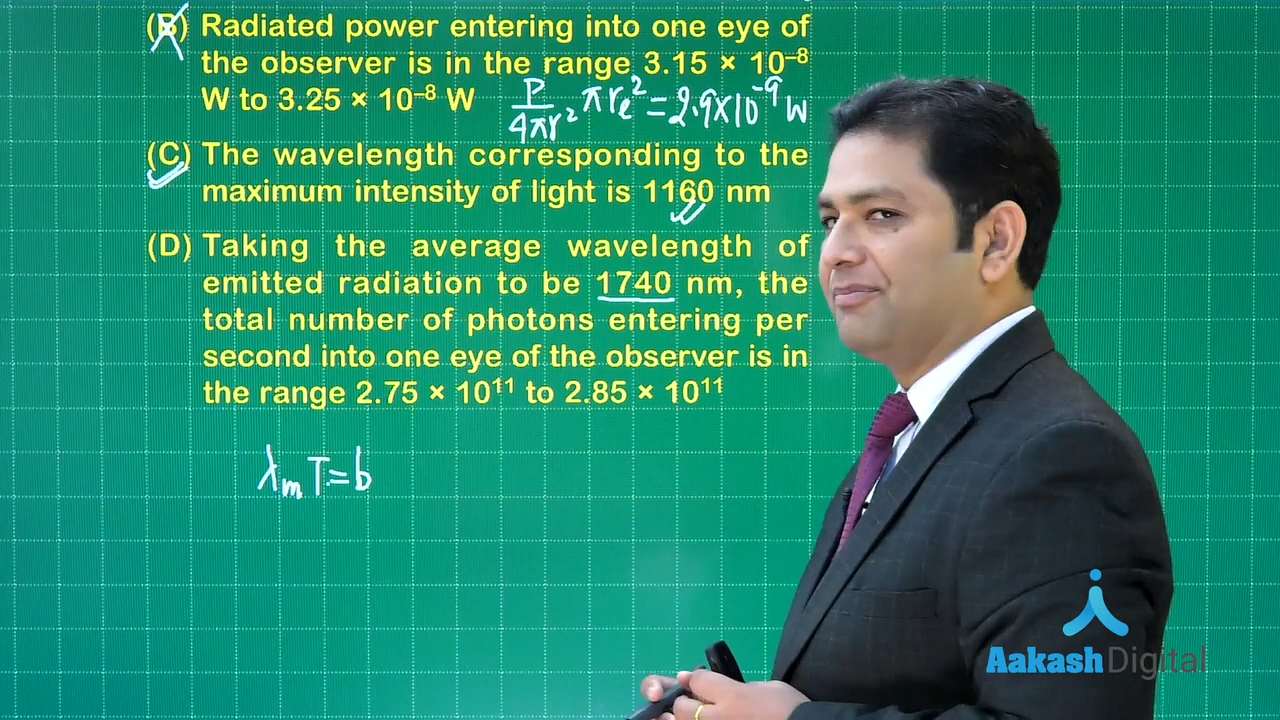 (B) Radiated power entering into one eye of
the observer is in the range 3.15 × 10⁻⁸
W to 3.25 × 10⁻⁸ W
P/4πr² πrₑ² = 2.9×10⁻⁹ W
(C) The wavelength corresponding to the
maximum intensity of light is 1160 nm
(D) Taking the average wavelength of
emitted radiation to be 1740 nm, the
total number of photons entering per
second into one eye of the observer is in
the range 2.75 × 10¹¹ to 2.85 × 10¹¹
λₘT=b
Aakash Digital